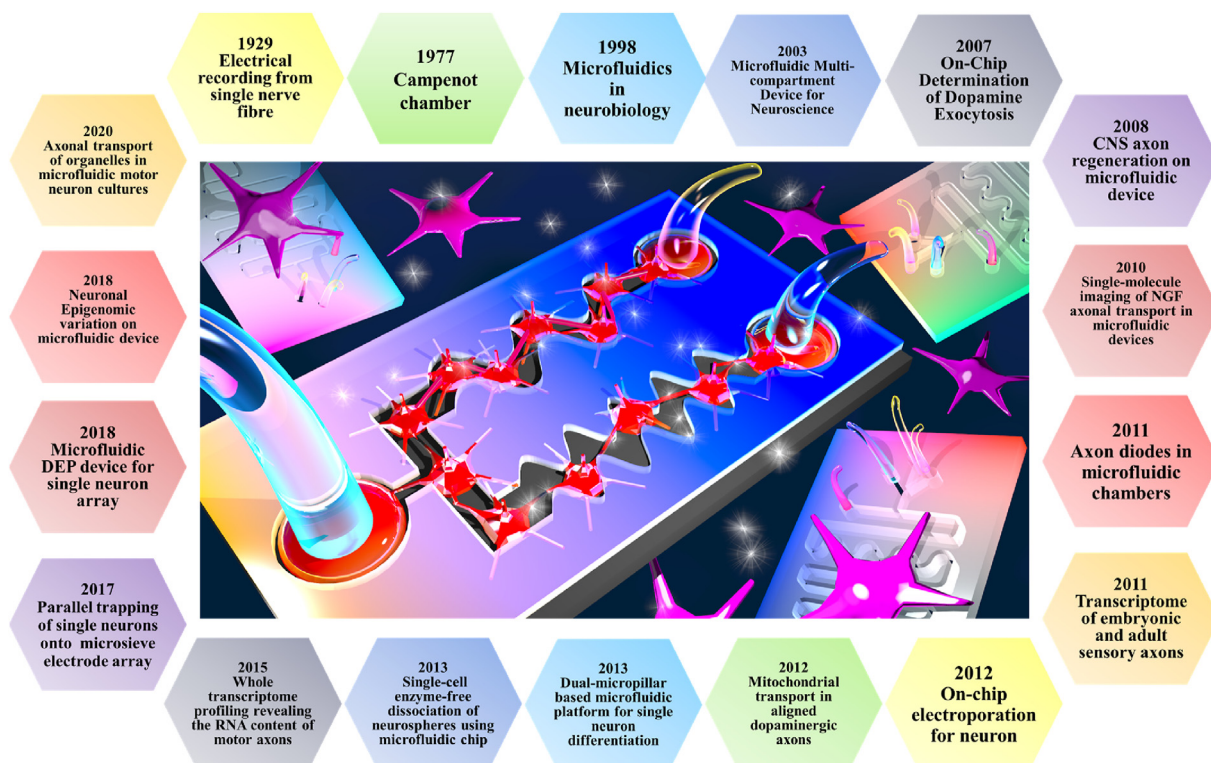 1929
Electrical
recording from
single nerve
fibre
1977
Campenot
chamber
1998
Microfluidics
in
neurobiology
2003
Microfluidic Multi-
compartment
Device for
Neuroscience
2007
On-Chip
Determination
of Dopamine
Exocytosis
2008
CNS axon
regeneration on
microfluidic
device
2010
Single-molecule
imaging of NGF
axonal transport in
microfluidic
devices
2011
Axon diodes in
microfluidic
chambers
2011
Transcriptome
of embryonic
and adult
sensory axons
2012
On-chip
electroporation
for neuron
2012
Mitochondrial
transport in
aligned
dopaminergic
axons
2013
Dual-micropillar
based microfluidic
platform for single
neuron
differentiation
2013
Single-cell
enzyme-free
dissociation of
neurospheres using
microfluidic chip
2015
Whole
transcriptome
profiling revealing
the RNA content of
motor axons
2017
Parallel trapping
of single neurons
onto microsieve
electrode array
2018
Microfluidic
DEP device for
single neuron
array
2018
Neuronal
Epigenomic
variation on
microfluidic device
2020
Axonal transport
of organelles in
microfluidic motor
neuron cultures